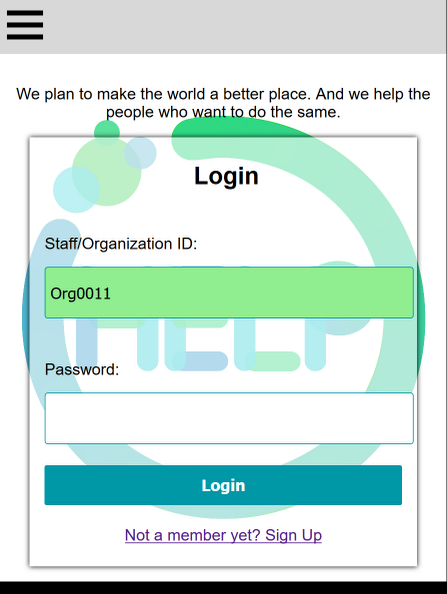 We plan to make the world a better place. And we help the
people who want to do the same.
Login
Staff/Organization ID:
Org0011
HELP
Password:
Login
Not a member yet? Sign Up